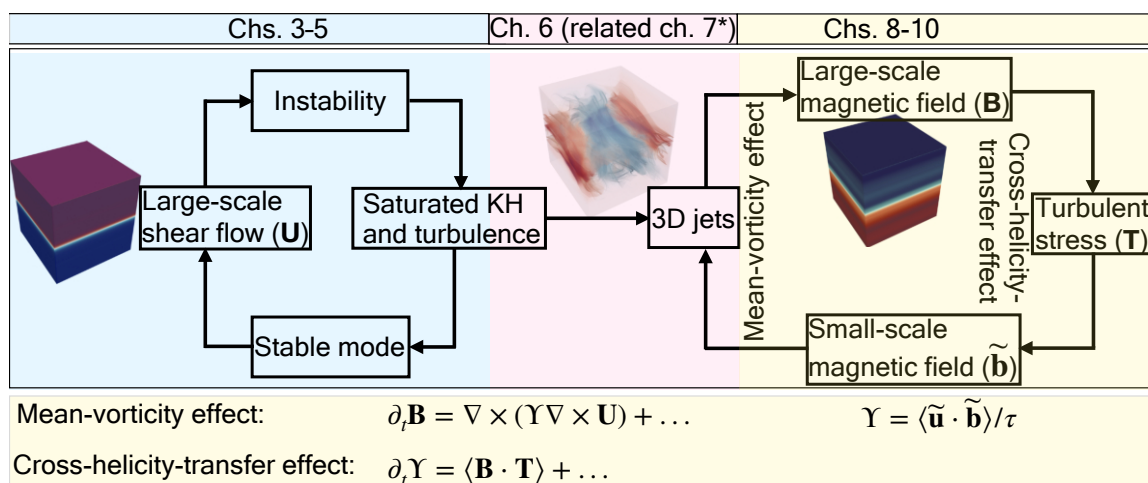 Chs. 3-5
Ch. 6 (related ch. 7*)
Chs. 8-10
Instability
Large-scale
shear flow (U)
Saturated KH
and turbulence
Stable mode
3D jets
Mean-vorticity effect
Large-scale
magnetic field (B)
Cross-helicity-
transfer effect
Turbulent
stress (T)
Small-scale
magnetic field (b̃)
Mean-vorticity effect: ∂ₜB = ∇ × (ϒ∇ × U) + … ϒ = ⟨ũ · b̃⟩/τ
Cross-helicity-transfer effect: ∂ₜϒ = ⟨B · T⟩ + …